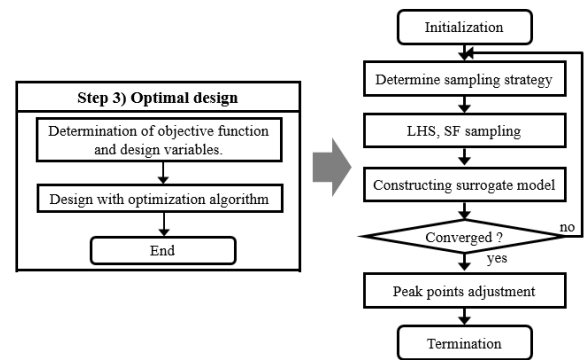 Step 3) Optimal design
Determination of objective function
and design variables.
Design with optimization algorithm
End
Initialization
Determine sampling strategy
LHS, SF sampling
Constructing surrogate model
Converged ?
no
yes
Peak points adjustment
Termination